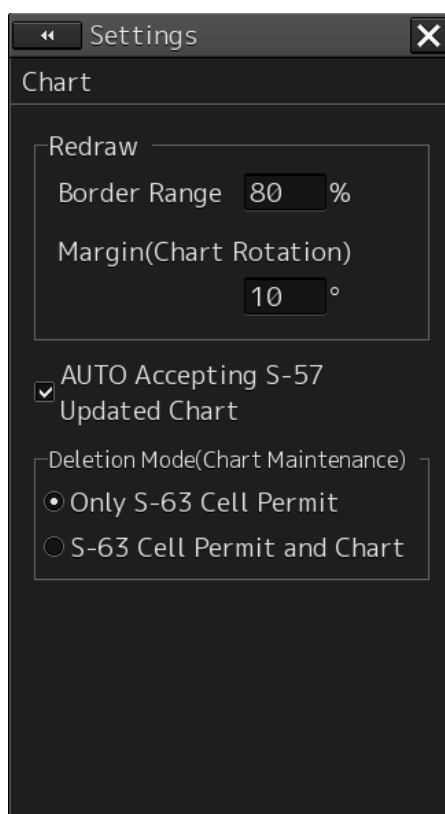 Settings
Chart
Redraw
Border Range 80 %
Margin(Chart Rotation)
10 °
AUTO Accepting S-57
Updated Chart
Deletion Mode(Chart Maintenance)
Only S-63 Cell Permit
S-63 Cell Permit and Chart